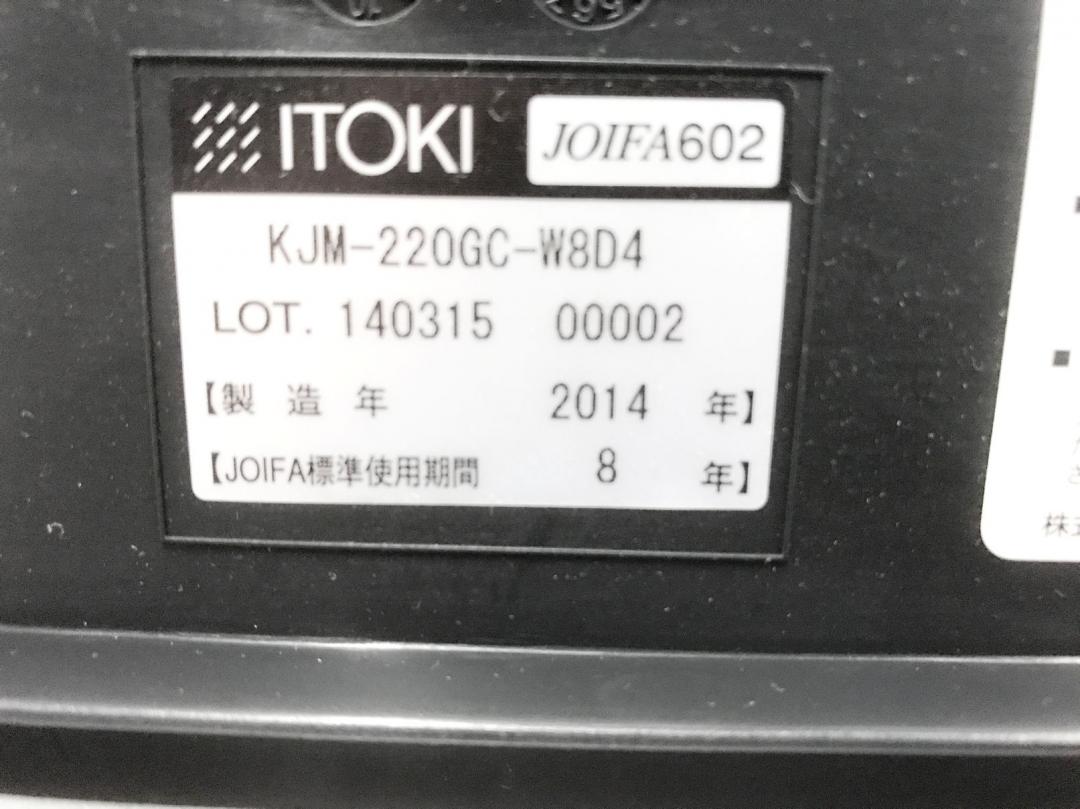 ITOKI JOIFA602
KJM-220GC-W8D4
LOT. 140315 00002
【製 造 年 2014 年】
【JOIFA標準使用期間 8 年】